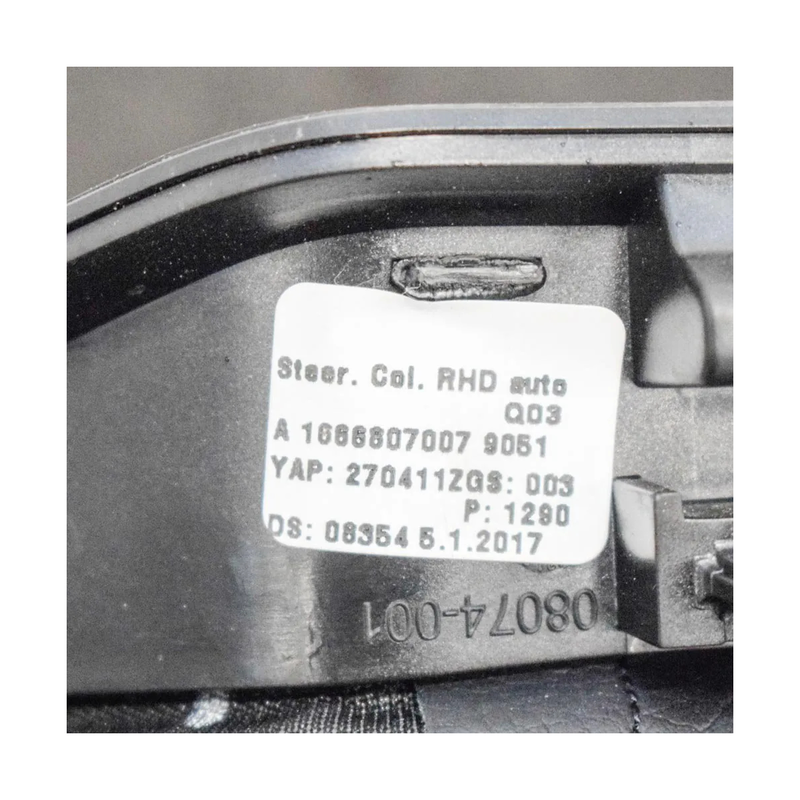 Steer. Col. RHD auto
Q03
A 1666807007 9051
YAP: 270411ZGS: 003
P: 1290
DS: 08354 5.1.2017
08074-001